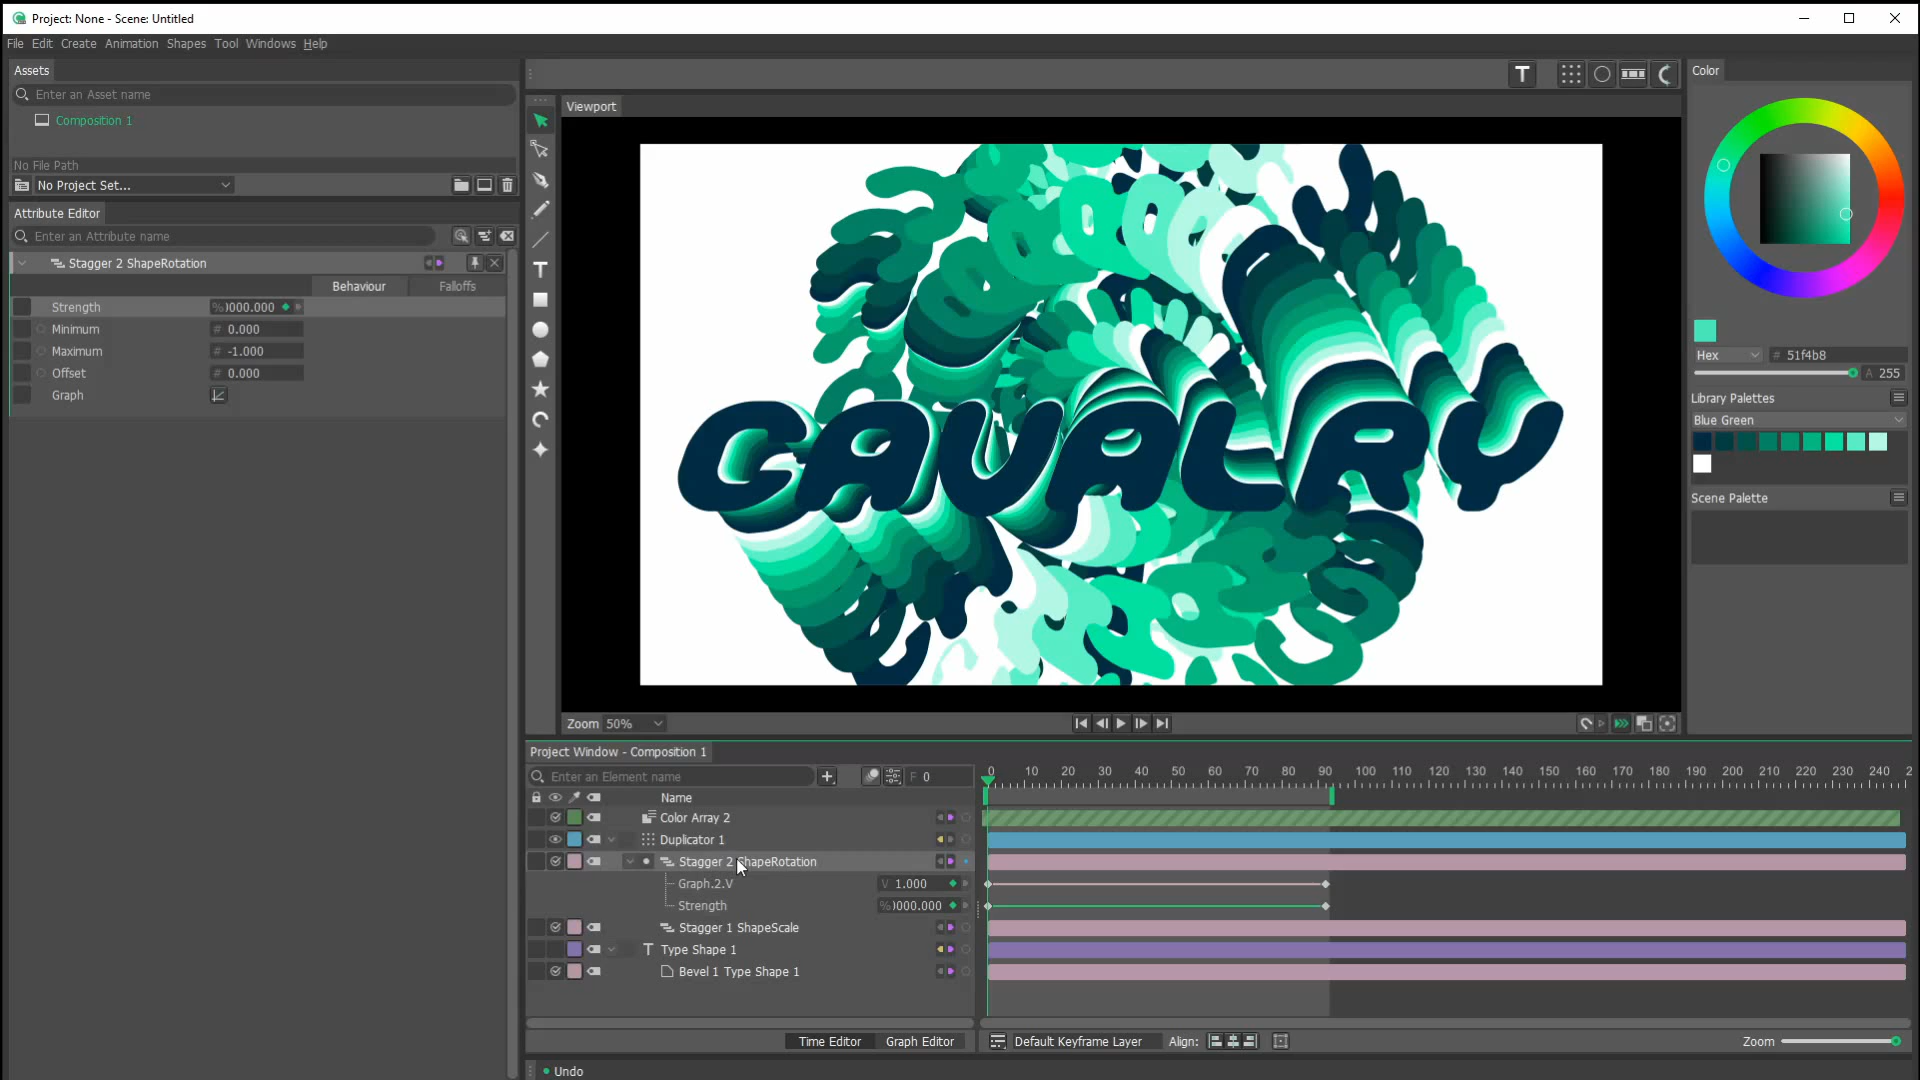 Project: None - Scene: Untitled
File Edit Create Animation Shapes Tool Windows Help
Assets
Enter an Asset name
Composition 1
No File Path
No Project Set...
Attribute Editor
Enter an Attribute name
Stagger 2 ShapeRotation
Behaviour Falloffs
Strength % )000.000
Minimum # 0.000
Maximum # -1.000
Offset # 0.000
Graph
Viewport
CAVALRY
Zoom 50%
Color
Hex # 51f4b8
A 255
Library Palettes
Blue Green
Scene Palette
Project Window - Composition 1
Enter an Element name F 0
0 10 20 30 40 50 60 70 80 90 100 110 120 130 140 150 160 170 180 190 200 210 220 230 240 2
Name
Color Array 2
Duplicator 1
Stagger 2 ShapeRotation
Graph.2.V V 1.000
Strength % )000.000
Stagger 1 ShapeScale
Type Shape 1
Bevel 1 Type Shape 1
Time Editor Graph Editor Default Keyframe Layer Align: Zoom
Undo